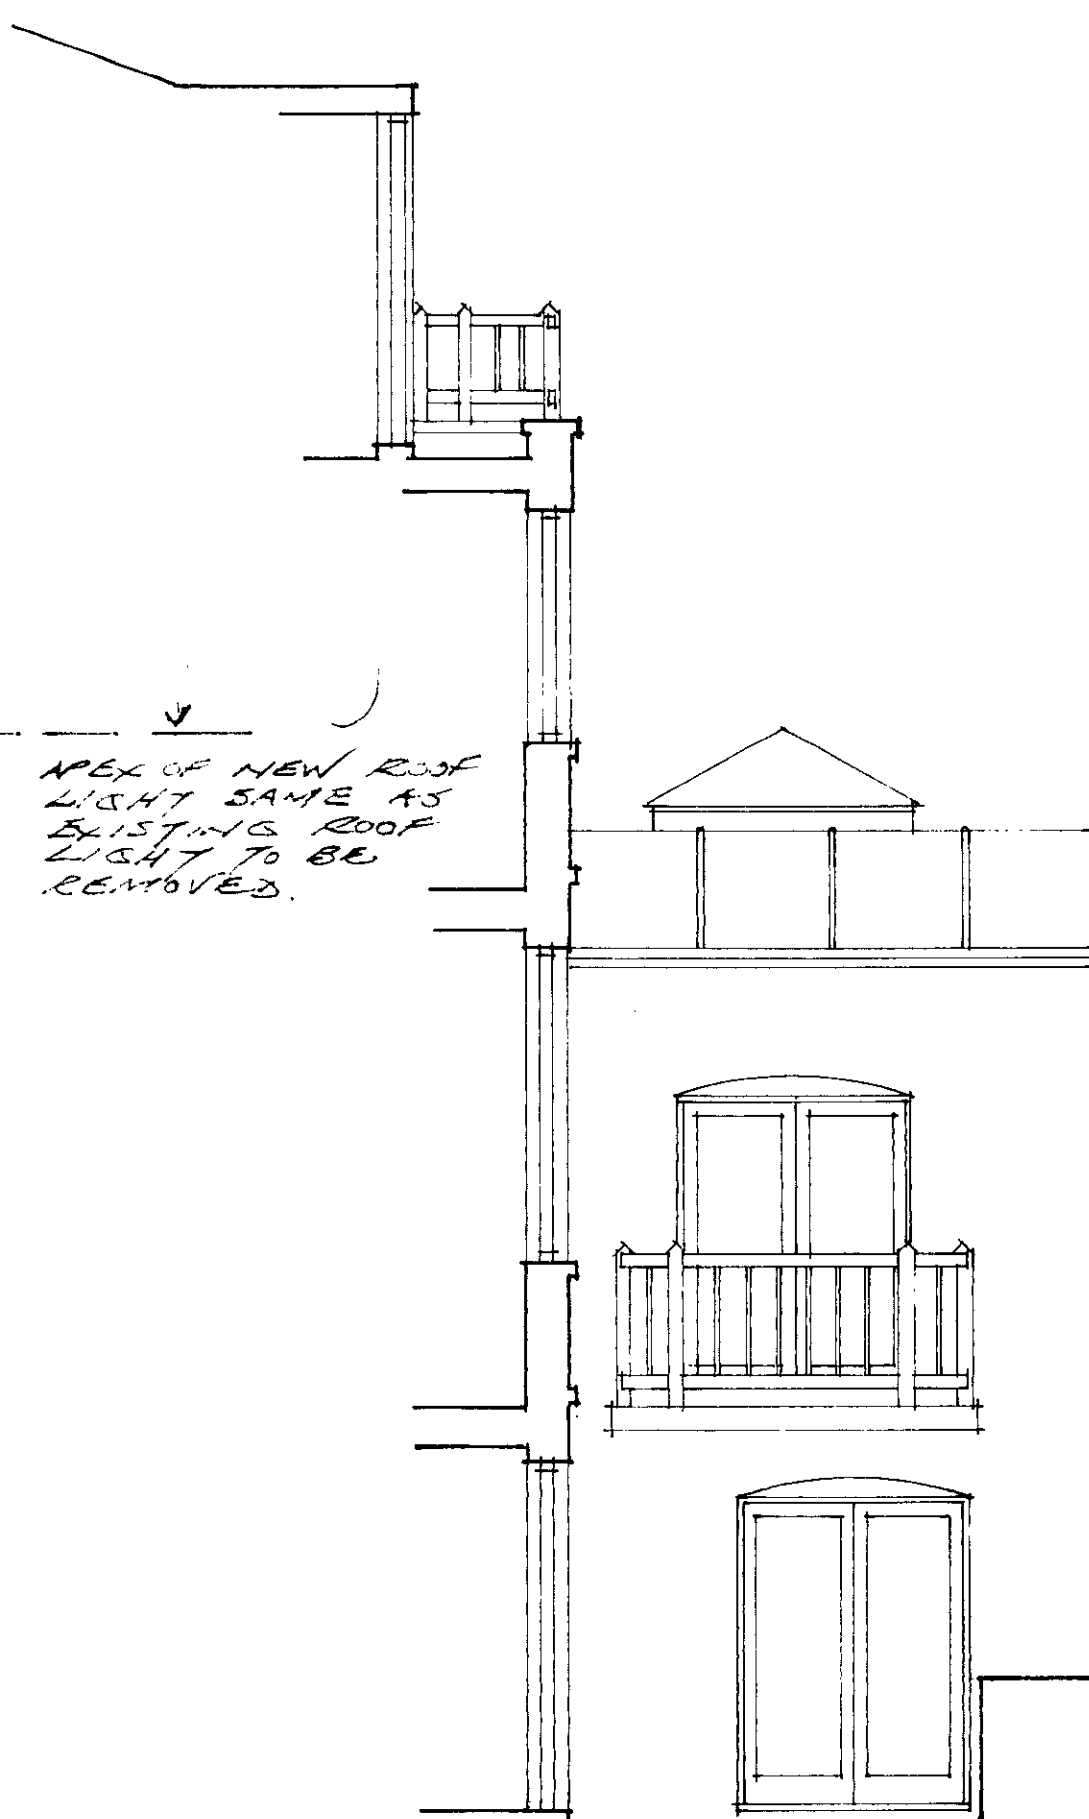 APEX OF NEW ROOF
LIGHT SAME AS
EXISTING ROOF
LIGHT TO BE
REMOVED.